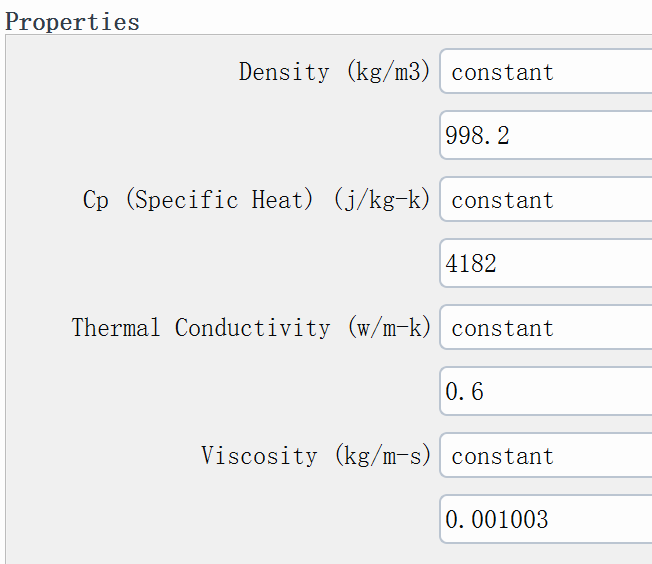 Properties
Density (kg/m3) constant
998.2
Cp (Specific Heat) (j/kg-k) constant
4182
Thermal Conductivity (w/m-k) constant
0.6
Viscosity (kg/m-s) constant
0.001003